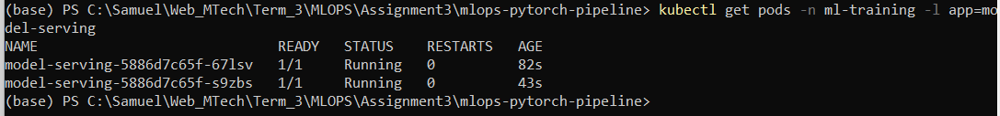 (base) PS C:\Samuel\Web_MTech\Term_3\MLOPS\Assignment3\mlops-pytorch-pipeline> kubectl get pods -n ml-training -l app=mo
del-serving
NAME                             READY   STATUS    RESTARTS   AGE
model-serving-5886d7c65f-67lsv   1/1     Running   0          82s
model-serving-5886d7c65f-s9zbs   1/1     Running   0          43s
(base) PS C:\Samuel\Web_MTech\Term_3\MLOPS\Assignment3\mlops-pytorch-pipeline>